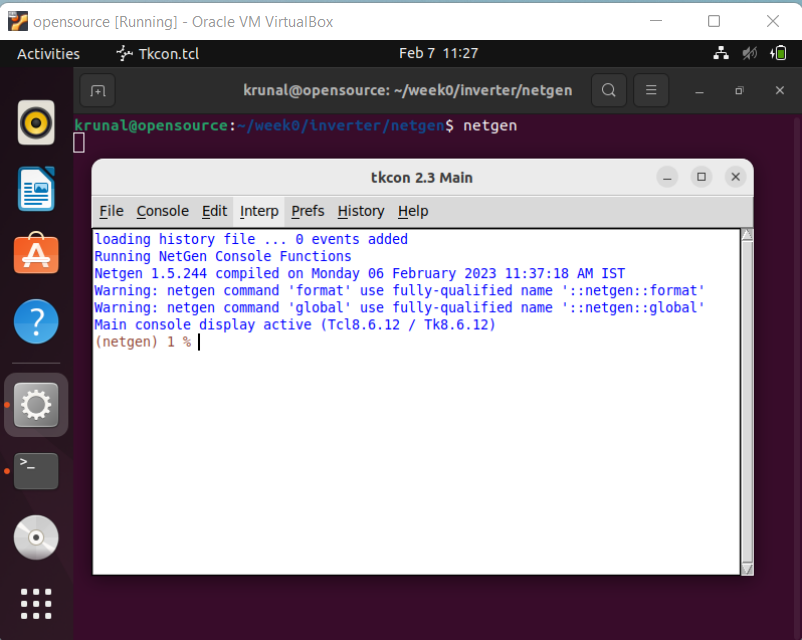 opensource [Running] - Oracle VM VirtualBox
Activities Tkcon.tcl Feb 7 11:27
krunal@opensource: ~/week0/inverter/netgen
krunal@opensource:~/week0/inverter/netgen$ netgen
tkcon 2.3 Main
File Console Edit Interp Prefs History Help
loading history file ... 0 events added
Running NetGen Console Functions
Netgen 1.5.244 compiled on Monday 06 February 2023 11:37:18 AM IST
Warning: netgen command 'format' use fully-qualified name '::netgen::format'
Warning: netgen command 'global' use fully-qualified name '::netgen::global'
Main console display active (Tcl8.6.12 / Tk8.6.12)
(netgen) 1 %